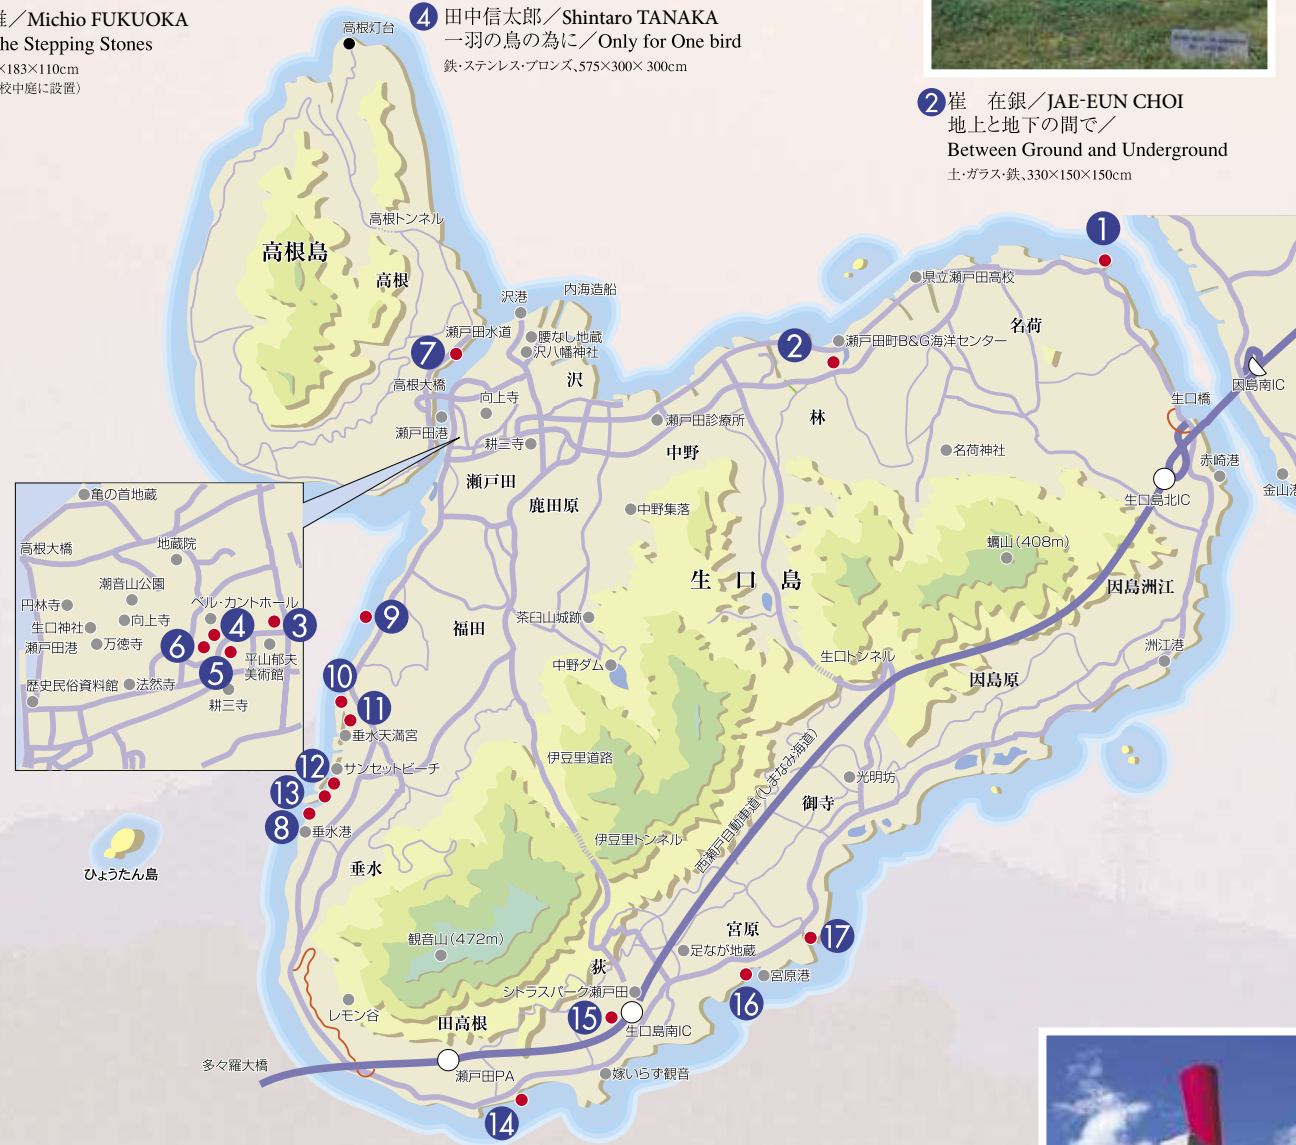 雄／Michio FUKUOKA
he Stepping Stones
×183×110cm
校中庭に設置）
4 田中信太郎／Shintaro TANAKA
一羽の鳥の為に／Only for One bird
鉄・ステンレス・ブロンズ、575×300× 300cm
2 崔　在銀／JAE-EUN CHOI
地上と地下の間で／
Between Ground and Underground
土・ガラス・鉄、330×150×150cm
高根灯台
高根トンネル
高根島
高根
1
県立瀬戸田高校
沢港
内海造船
瀬戸田水道
腰なし地蔵
沢八幡神社
7
2
瀬戸田町B&G海洋センター
名荷
因島南IC
高根大橋
沢
向上寺
生口橋
瀬戸田港
瀬戸田診療所
林
耕三寺
中野
名荷神社
赤崎港
瀬戸田
金山港
鹿田原
中野集落
生口島北IC
蠣山（408m）
生口島
因島洲江
亀の首地蔵
高根大橋
地蔵院
潮音山公園
円林寺
ベル・カントホール
生口神社
向上寺
4
3
瀬戸田港
万徳寺
6
5
平山郁夫
美術館
歴史民俗資料館
法然寺
耕三寺
9
福田
茶臼山城跡
中野ダム
生口トンネル
洲江港
因島原
10
11
垂水天満宮
12
サンセットビーチ
13
8
垂水港
伊豆里道路
西瀬戸自動車道（しまなみ海道）
光明坊
御寺
伊豆里トンネル
ひょうたん島
垂水
観音山（472m）
宮原
足なが地蔵
17
荻
シトラスパーク瀬戸田
宮原港
16
レモン谷
田高根
15
生口島南IC
多々羅大橋
瀬戸田PA
嫁いらず観音
14